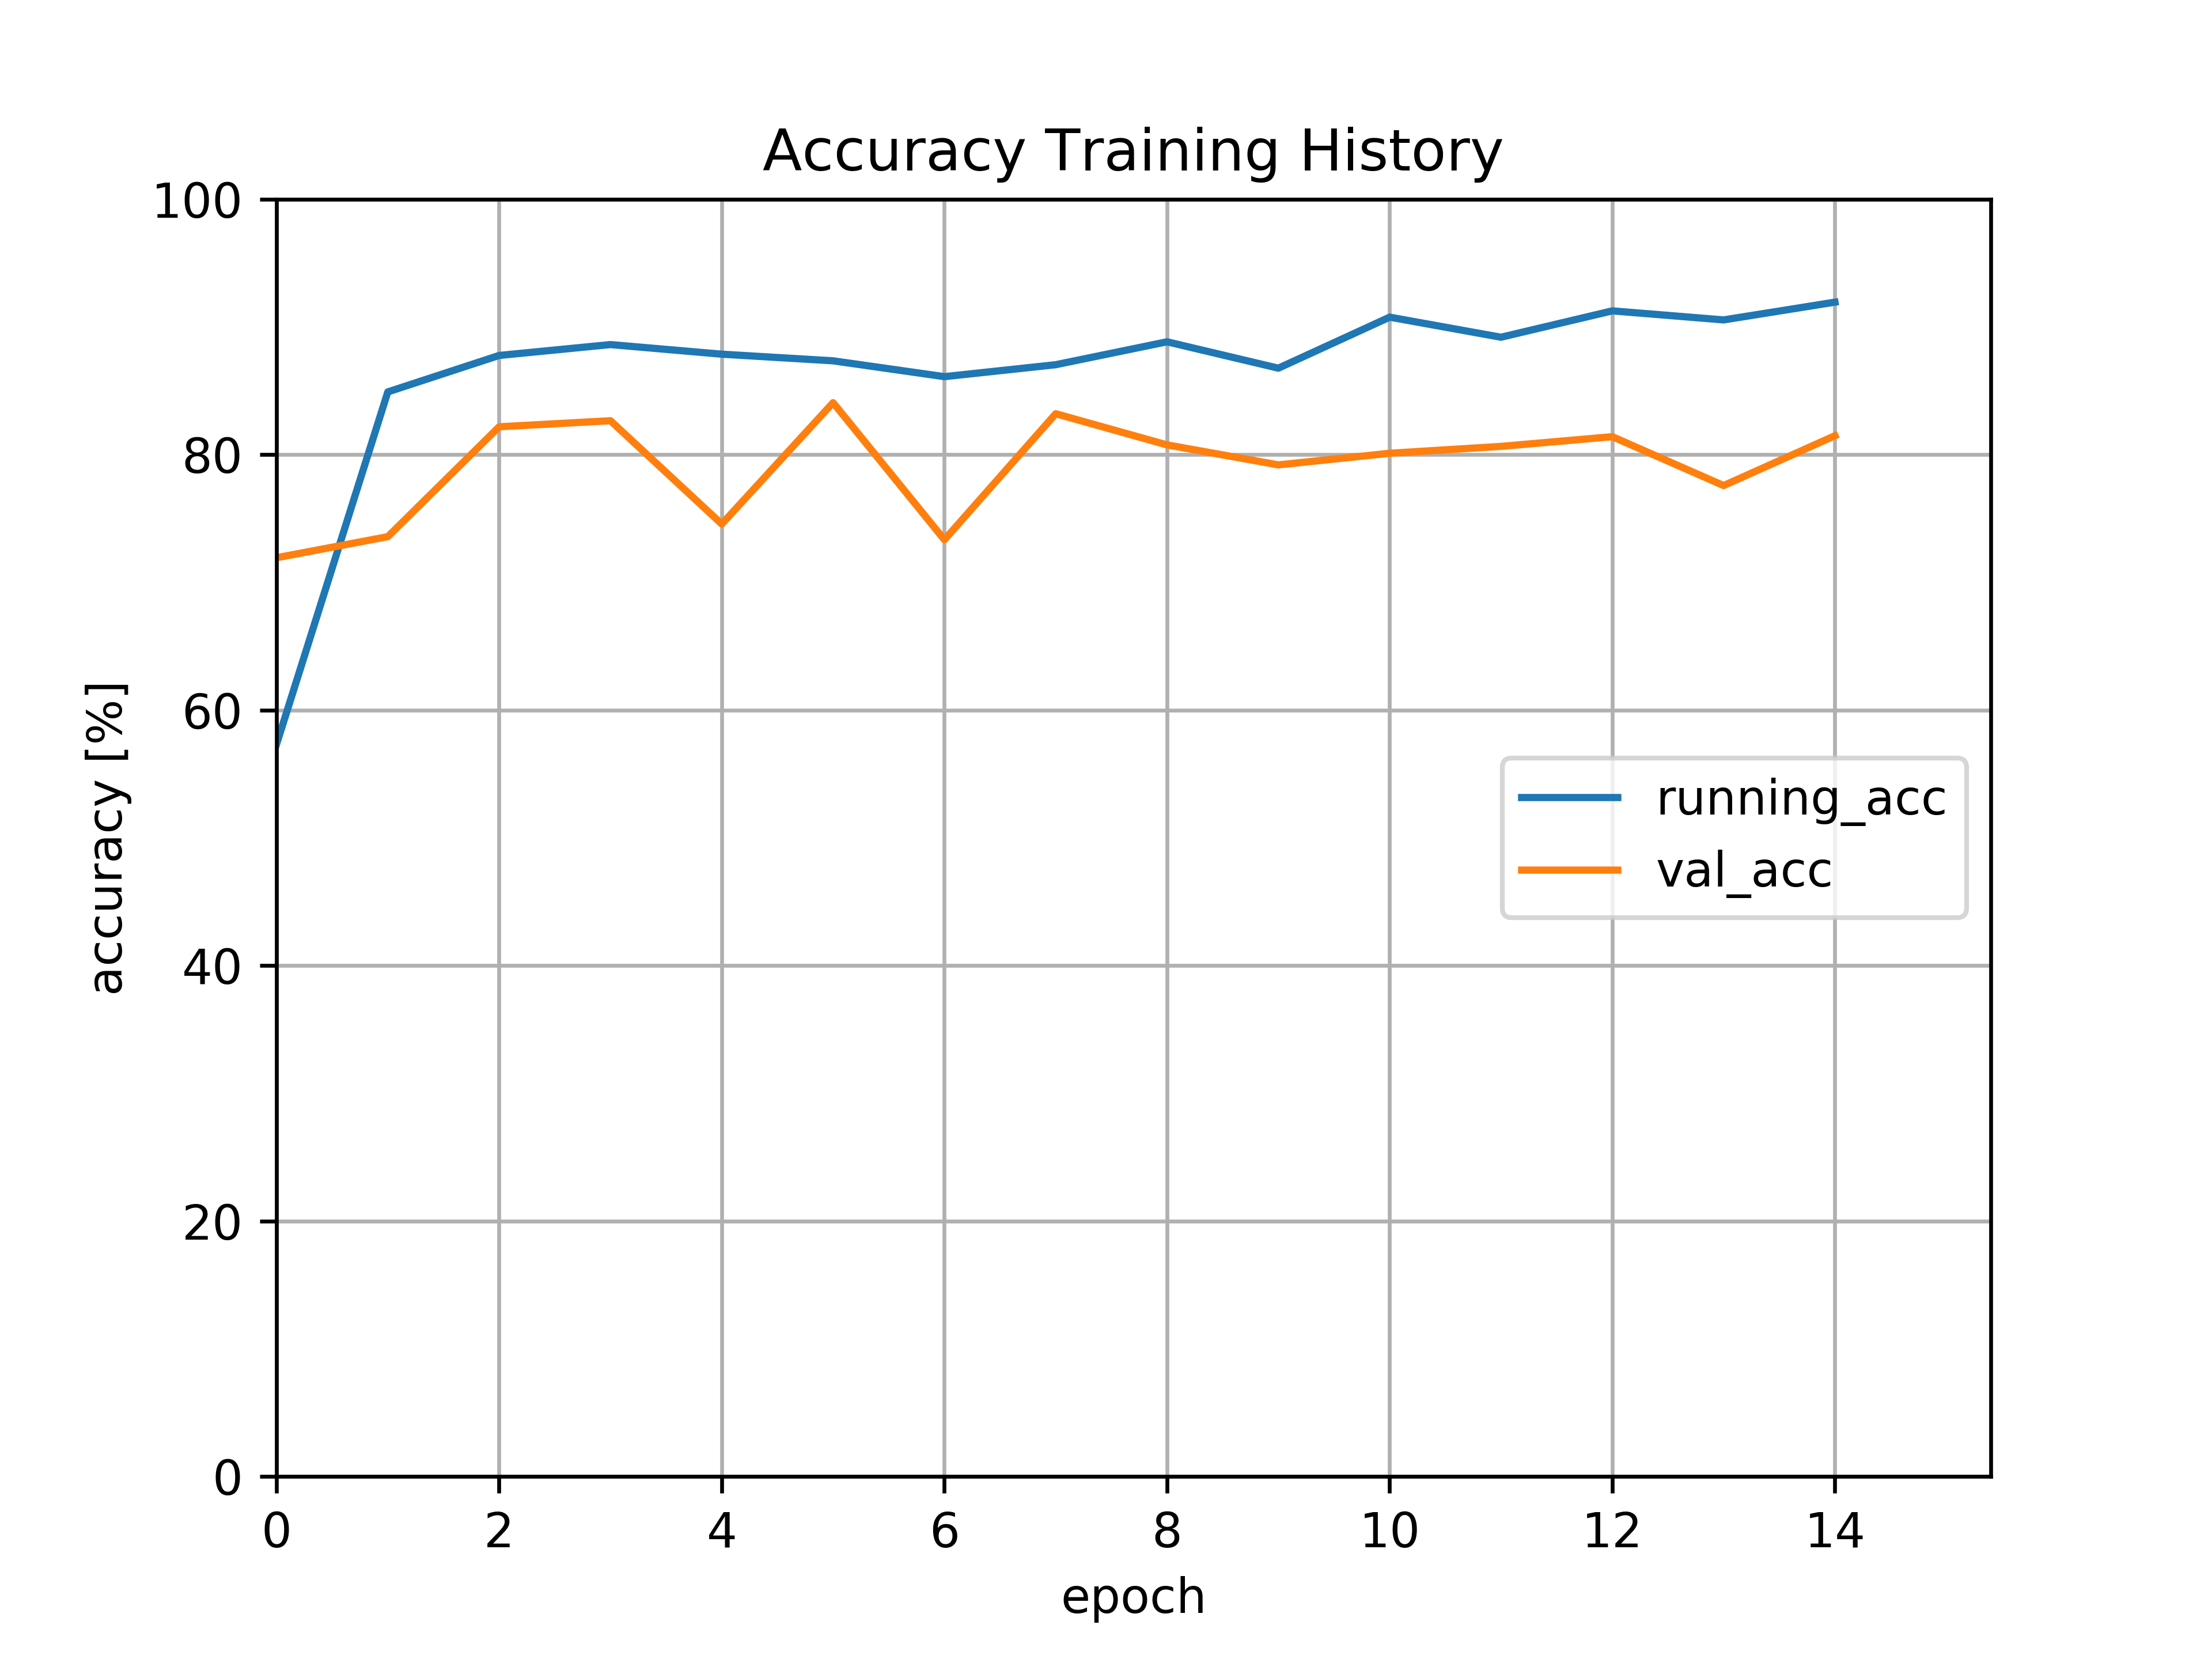 Accuracy Training History
100
80
60
40
20
0
accuracy [%]
running_acc
val_acc
0 2 4 6 8 10 12 14
epoch